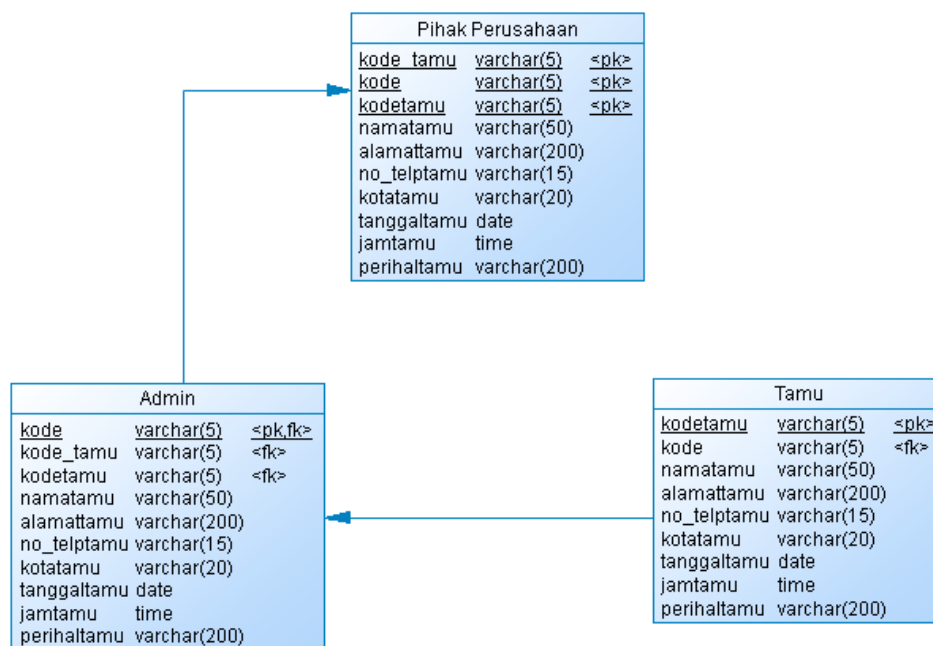 Pihak Perusahaan
kode_tamu varchar(5) <pk>
kode varchar(5) <pk>
kodetamu varchar(5) <pk>
namatamu varchar(50)
alamattamu varchar(200)
no_telptamu varchar(15)
kotatamu varchar(20)
tanggaltamu date
jamtamu time
perihaltamu varchar(200)
Admin
kode varchar(5) <pk,fk>
kode_tamu varchar(5) <fk>
kodetamu varchar(5) <fk>
namatamu varchar(50)
alamattamu varchar(200)
no_telptamu varchar(15)
kotatamu varchar(20)
tanggaltamu date
jamtamu time
perihaltamu varchar(200)
Tamu
kodetamu varchar(5) <pk>
kode varchar(5) <fk>
namatamu varchar(50)
alamattamu varchar(200)
no_telptamu varchar(15)
kotatamu varchar(20)
tanggaltamu date
jamtamu time
perihaltamu varchar(200)